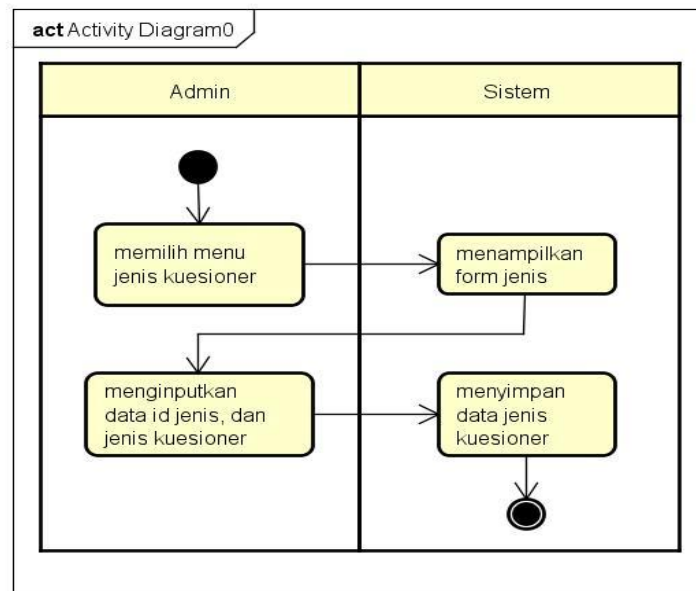 act Activity Diagram0
Admin
Sistem
memilih menu
jenis kuesioner
menampilkan
form jenis
menginputkan
data id jenis, dan
jenis kuesioner
menyimpan
data jenis
kuesioner